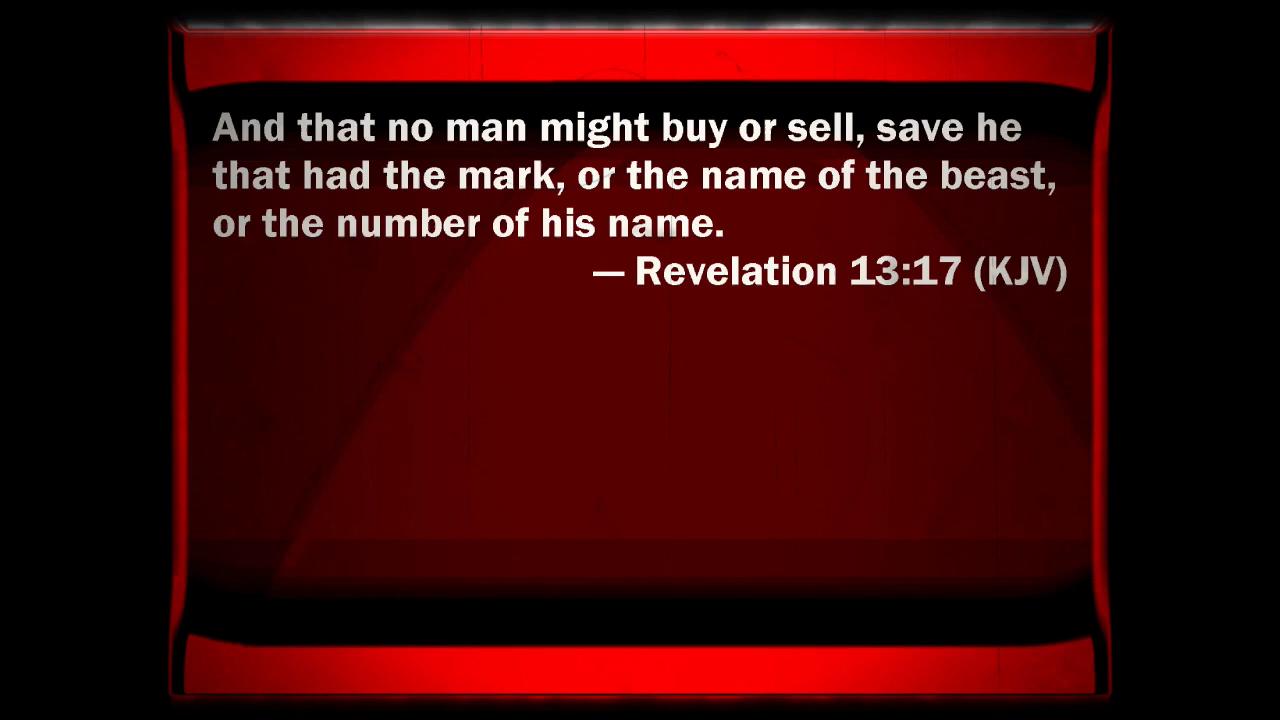 And that no man might buy or sell, save he
that had the mark, or the name of the beast,
or the number of his name.
— Revelation 13:17 (KJV)